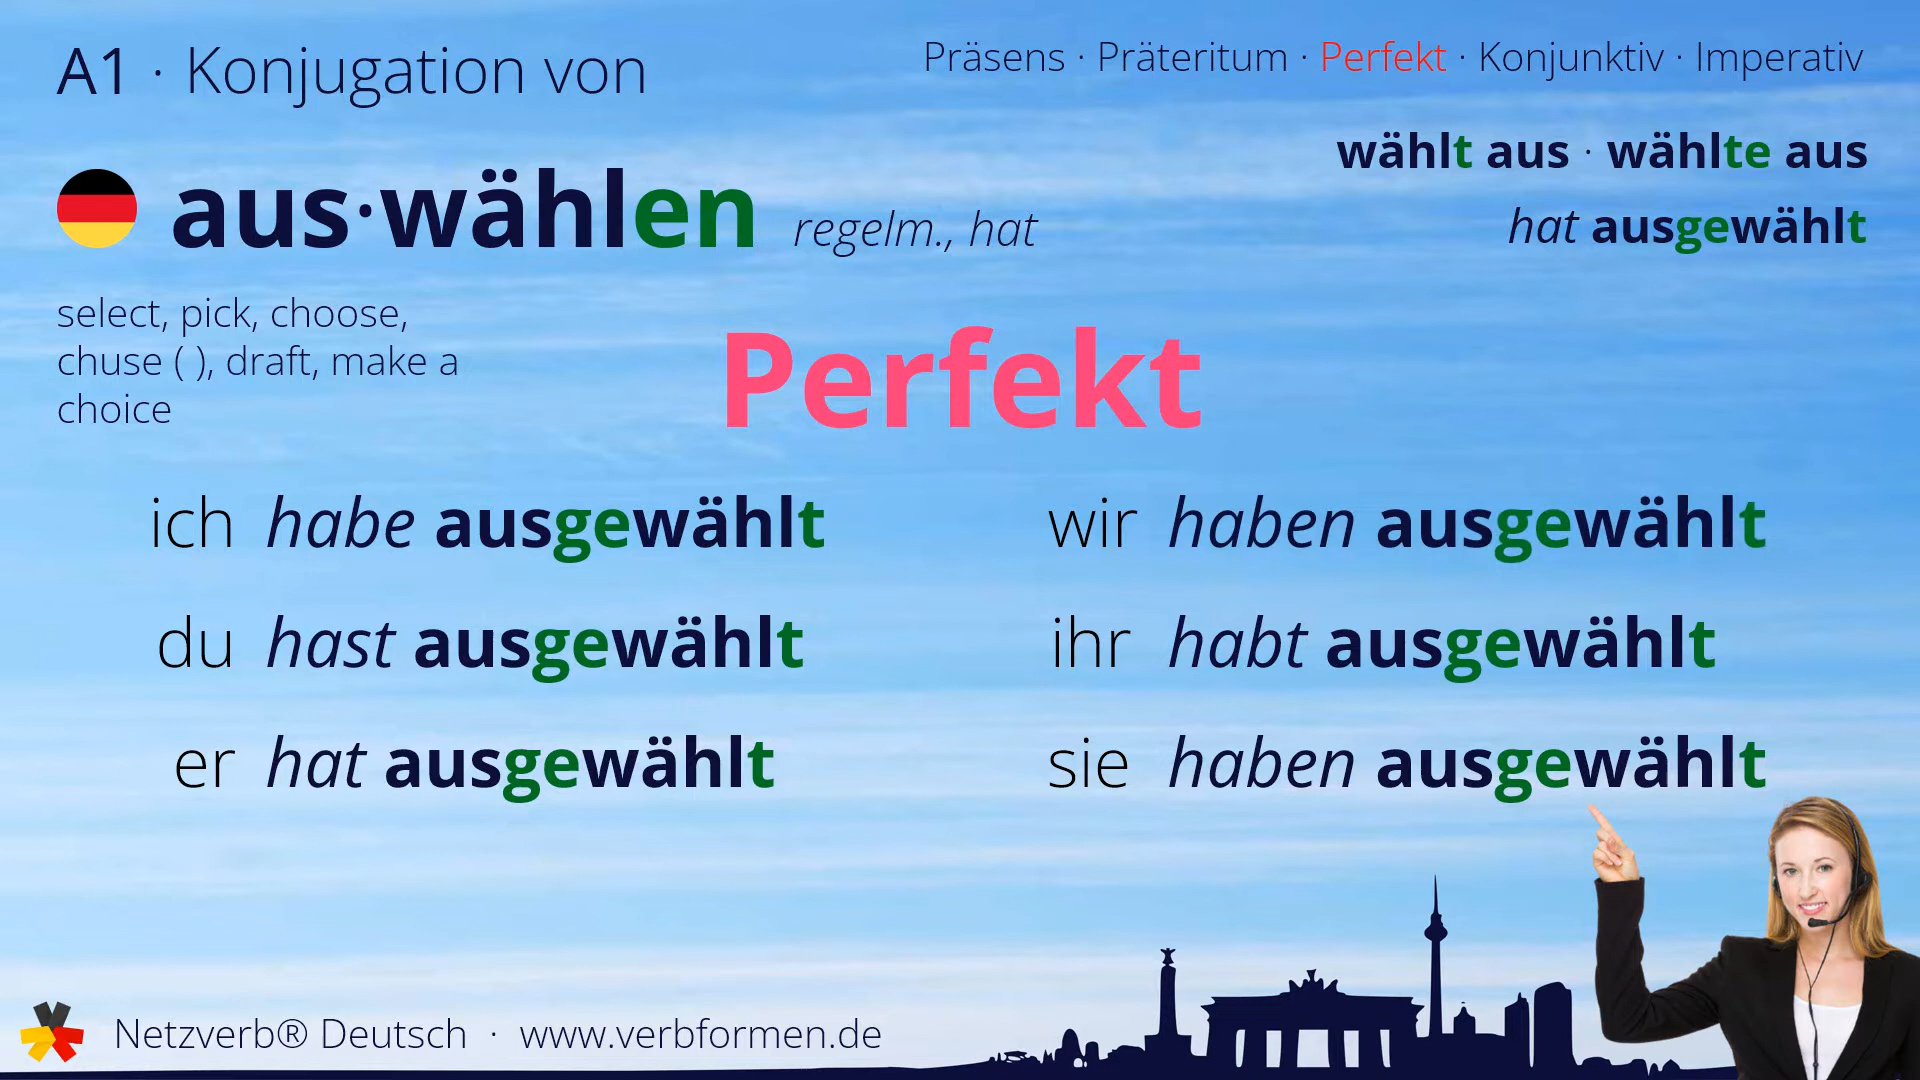 A1 · Konjugation von
Präsens · Präteritum · Perfekt · Konjunktiv · Imperativ
aus·wählen regelm., hat
wählt aus · wählte aus
hat ausgewählt
select, pick, choose,
chuse ( ), draft, make a
choice
Perfekt
ich habe ausgewählt
du hast ausgewählt
er hat ausgewählt
wir haben ausgewählt
ihr habt ausgewählt
sie haben ausgewählt
Netzverb® Deutsch · www.verbformen.de